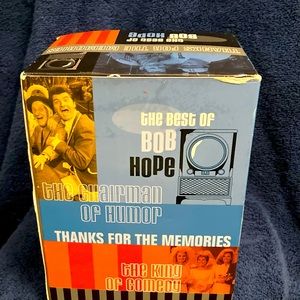 THE BEST OF
BOB HOPE
THANKS FOR THE MEMORIES
THE BEST OF
BOB
HOPE
THE CHAIRMAN
OF HUMOR
THANKS FOR THE MEMORIES
THE KING
OF COMEDY